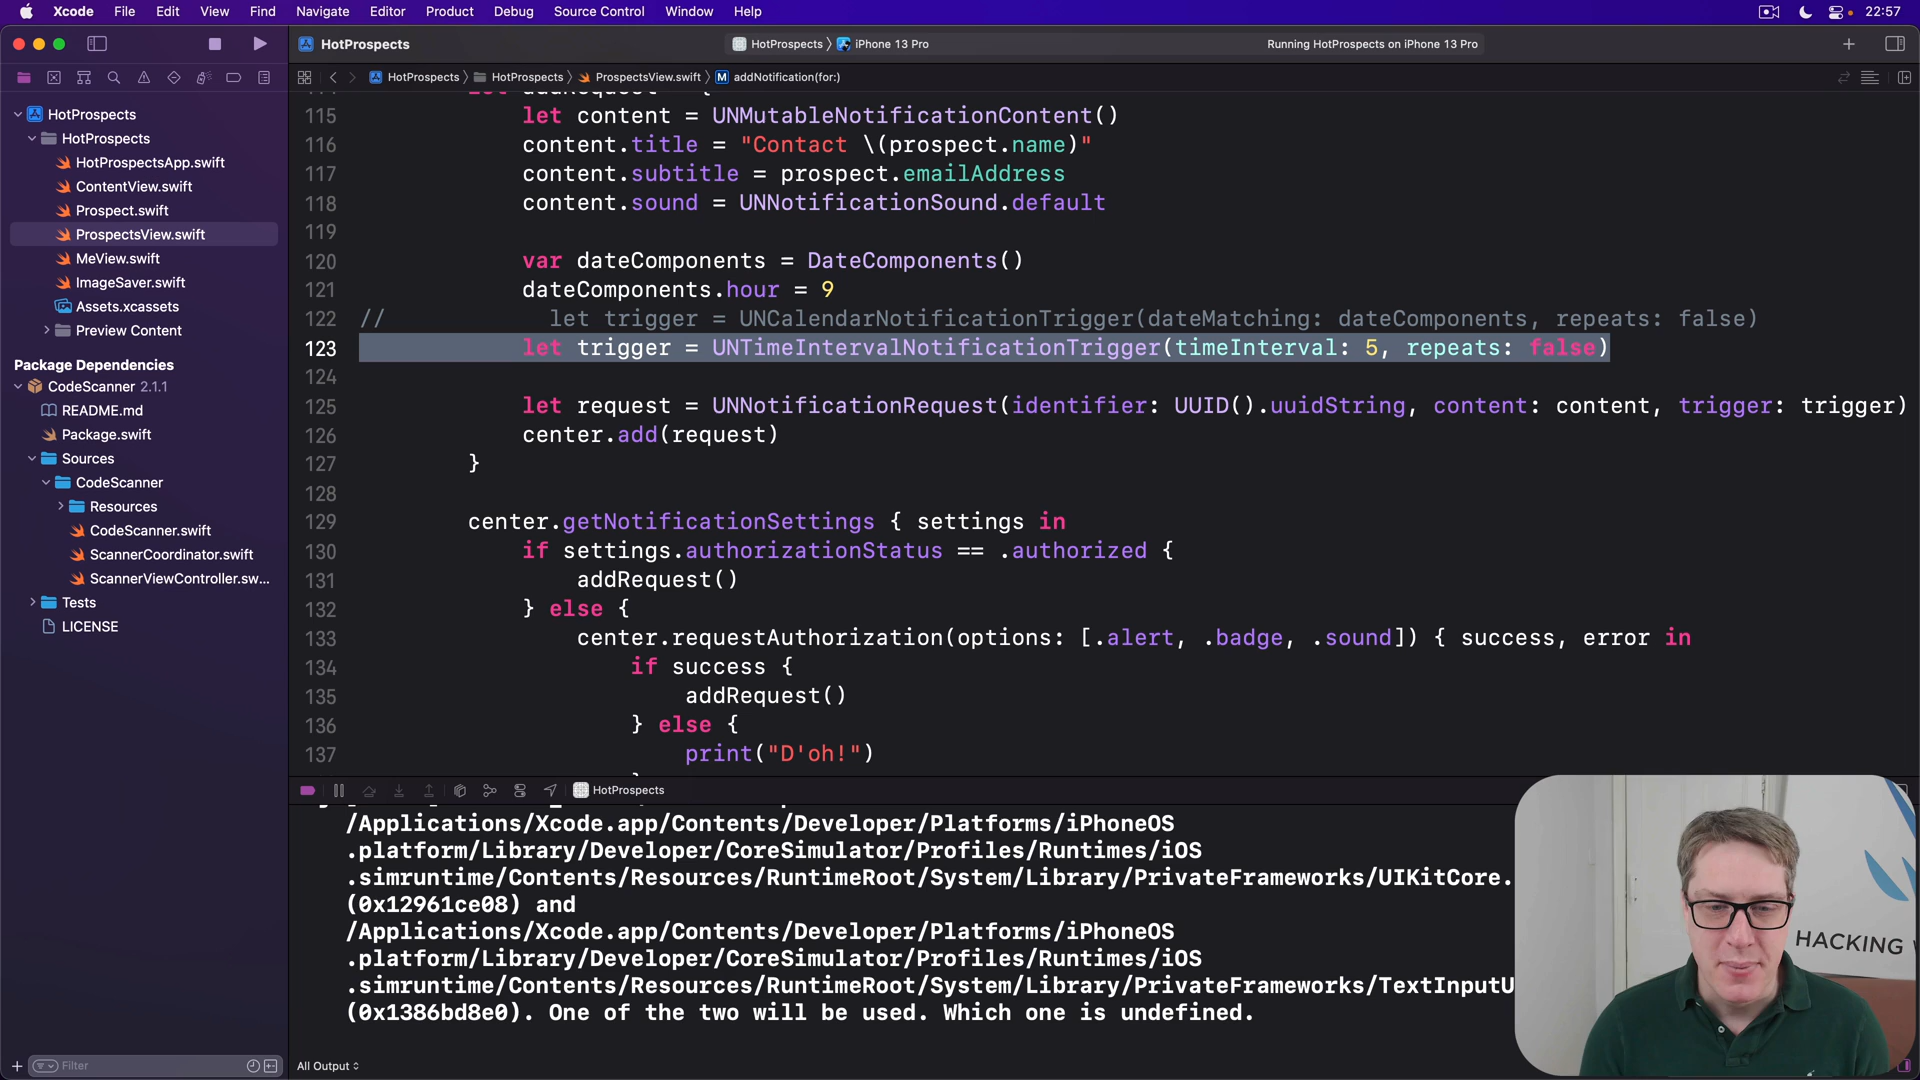 Xcode File Edit View Find Navigate Editor Product Debug Source Control Window Help 22:57
HotProspects HotProspects iPhone 13 Pro Running HotProspects on iPhone 13 Pro
HotProspects HotProspects ProspectsView.swift M addNotification(for:)
HotProspects
HotProspects
HotProspectsApp.swift
ContentView.swift
Prospect.swift
ProspectsView.swift
MeView.swift
ImageSaver.swift
Assets.xcassets
Preview Content
Package Dependencies
CodeScanner 2.1.1
README.md
Package.swift
Sources
CodeScanner
Resources
CodeScanner.swift
ScannerCoordinator.swift
ScannerViewController.sw...
Tests
LICENSE
Filter
115 let content = UNMutableNotificationContent()
116 content.title = "Contact \(prospect.name)"
117 content.subtitle = prospect.emailAddress
118 content.sound = UNNotificationSound.default
119
120 var dateComponents = DateComponents()
121 dateComponents.hour = 9
122 // let trigger = UNCalendarNotificationTrigger(dateMatching: dateComponents, repeats: false)
123 let trigger = UNTimeIntervalNotificationTrigger(timeInterval: 5, repeats: false)
124
125 let request = UNNotificationRequest(identifier: UUID().uuidString, content: content, trigger: trigger)
126 center.add(request)
127 }
128
129 center.getNotificationSettings { settings in
130 if settings.authorizationStatus == .authorized {
131 addRequest()
132 } else {
133 center.requestAuthorization(options: [.alert, .badge, .sound]) { success, error in
134 if success {
135 addRequest()
136 } else {
137 print("D'oh!")
HotProspects
/Applications/Xcode.app/Contents/Developer/Platforms/iPhoneOS
.platform/Library/Developer/CoreSimulator/Profiles/Runtimes/iOS
.simruntime/Contents/Resources/RuntimeRoot/System/Library/PrivateFrameworks/UIKitCore.
(0x12961ce08) and
/Applications/Xcode.app/Contents/Developer/Platforms/iPhoneOS
.platform/Library/Developer/CoreSimulator/Profiles/Runtimes/iOS
.simruntime/Contents/Resources/RuntimeRoot/System/Library/PrivateFrameworks/TextInputU
(0x1386bd8e0). One of the two will be used. Which one is undefined.
All Output
HACKING